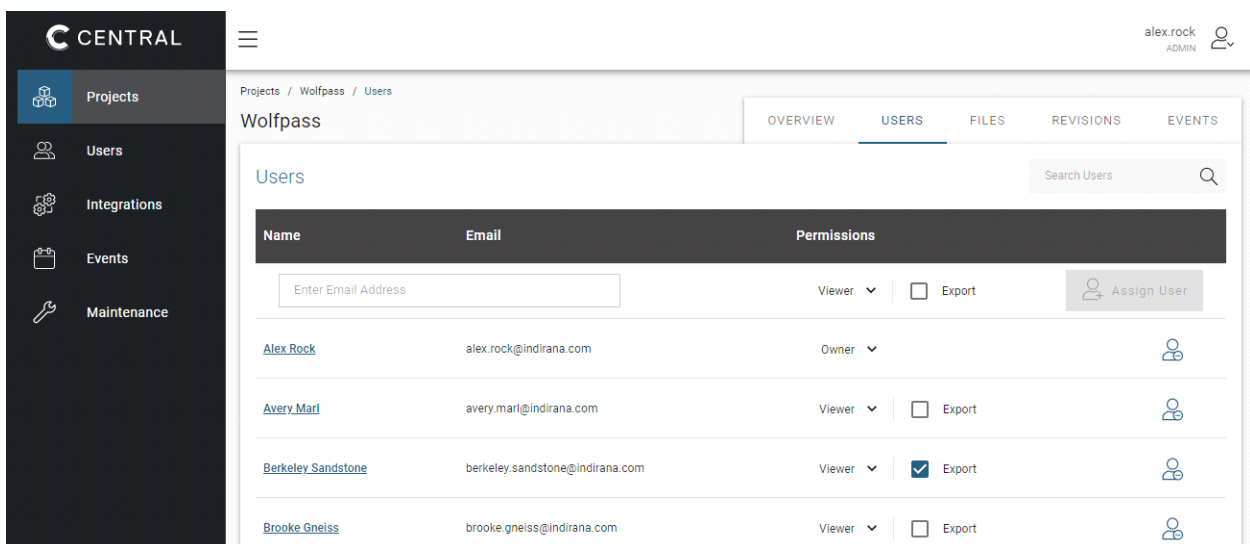 CENTRAL
alex.rock
ADMIN
Projects
Users
Integrations
Events
Maintenance
Projects / Wolfpass / Users
Wolfpass
OVERVIEW USERS FILES REVISIONS EVENTS
Users
Search Users
Name Email Permissions
Enter Email Address Viewer Export Assign User
Alex Rock alex.rock@indirana.com Owner
Avery Marl avery.marl@indirana.com Viewer Export
Berkeley Sandstone berkeley.sandstone@indirana.com Viewer Export
Brooke Gneiss brooke.gneiss@indirana.com Viewer Export